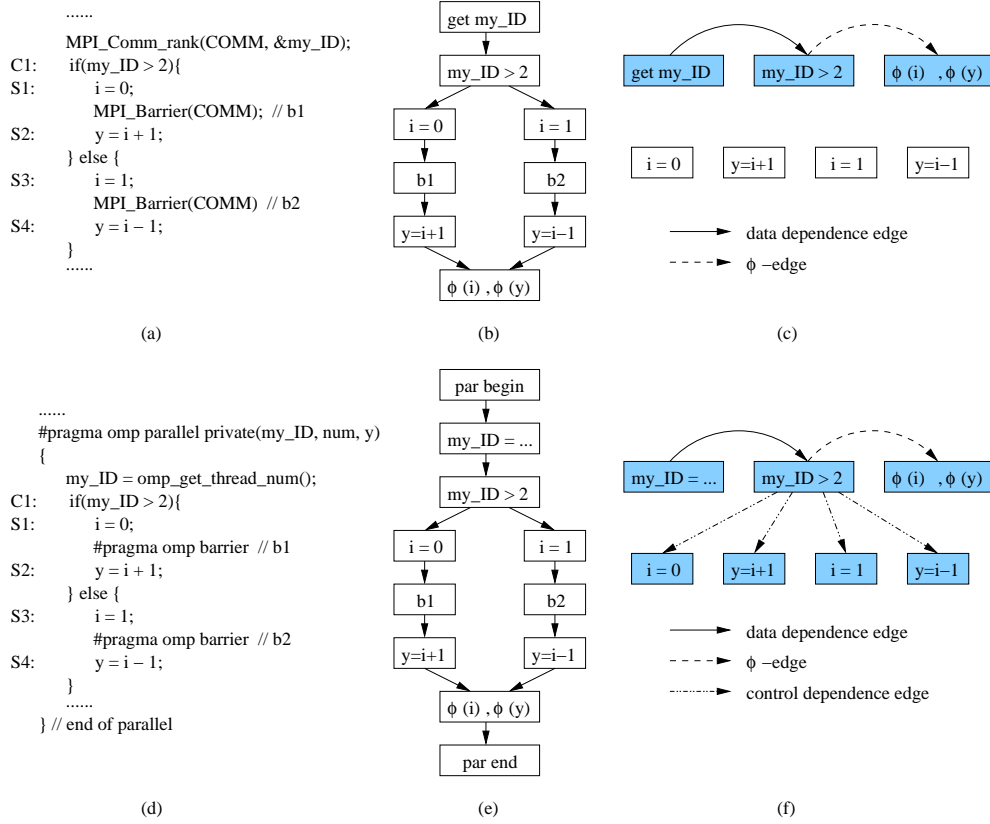 ......
MPI_Comm_rank(COMM, &my_ID);
C1: if(my_ID > 2){
S1: i = 0;
MPI_Barrier(COMM); // b1
S2: y = i + 1;
} else {
S3: i = 1;
MPI_Barrier(COMM) // b2
S4: y = i − 1;
}
......
(a)
get my_ID
my_ID > 2
i = 0 i = 1
b1 b2
y=i+1 y=i−1
ϕ (i) , ϕ (y)
(b)
get my_ID my_ID > 2 ϕ (i) , ϕ (y)
i = 0 y=i+1 i = 1 y=i−1
data dependence edge
ϕ −edge
(c)
......
#pragma omp parallel private(my_ID, num, y)
{
my_ID = omp_get_thread_num();
C1: if(my_ID > 2){
S1: i = 0;
#pragma omp barrier // b1
S2: y = i + 1;
} else {
S3: i = 1;
#pragma omp barrier // b2
S4: y = i − 1;
}
......
} // end of parallel
(d)
par begin
my_ID = ...
my_ID > 2
i = 0 i = 1
b1 b2
y=i+1 y=i−1
ϕ (i) , ϕ (y)
par end
(e)
my_ID = ... my_ID > 2 ϕ (i) , ϕ (y)
i = 0 y=i+1 i = 1 y=i−1
data dependence edge
ϕ −edge
control dependence edge
(f)